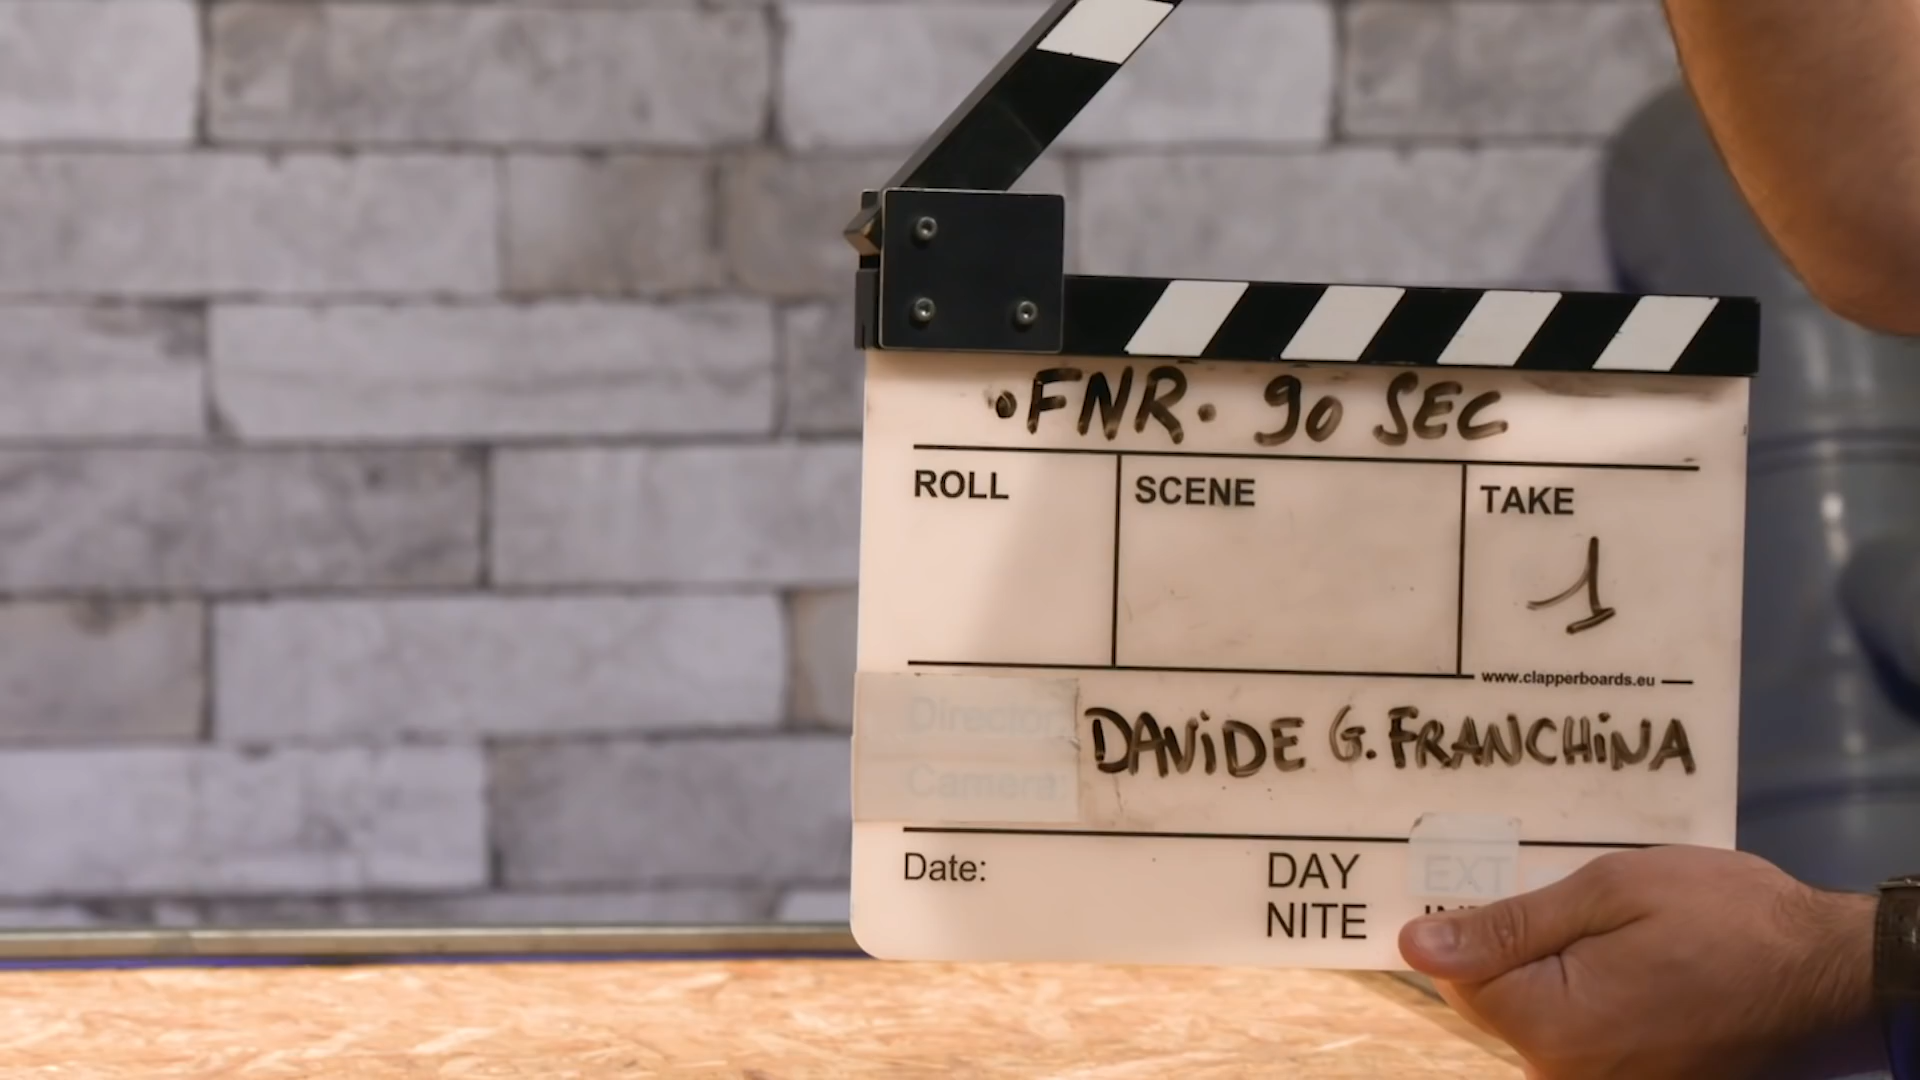 •FNR• 90 SEC
ROLL SCENE TAKE
1
www.clapperboards.eu
Director:
DAViDE G. FRANCHiNA
Camera:
Date: DAY EXT
NITE